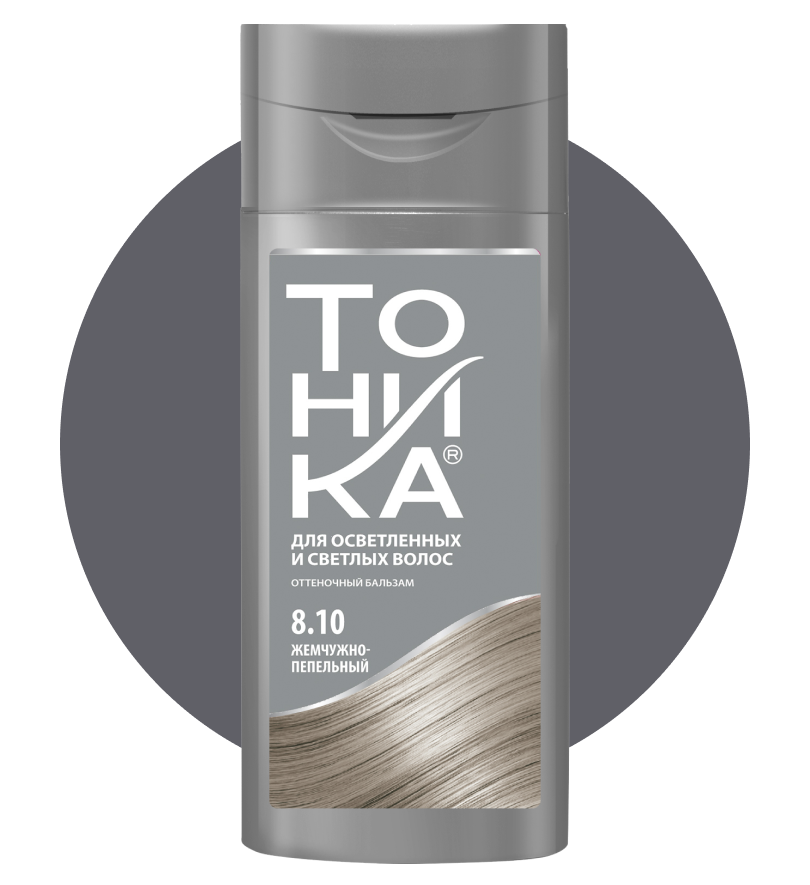 ТО
НИ
КА®
ДЛЯ ОСВЕТЛЕННЫХ
И СВЕТЛЫХ ВОЛОС
ОТТЕНОЧНЫЙ БАЛЬЗАМ
8.10
ЖЕМЧУЖНО-
ПЕПЕЛЬНЫЙ